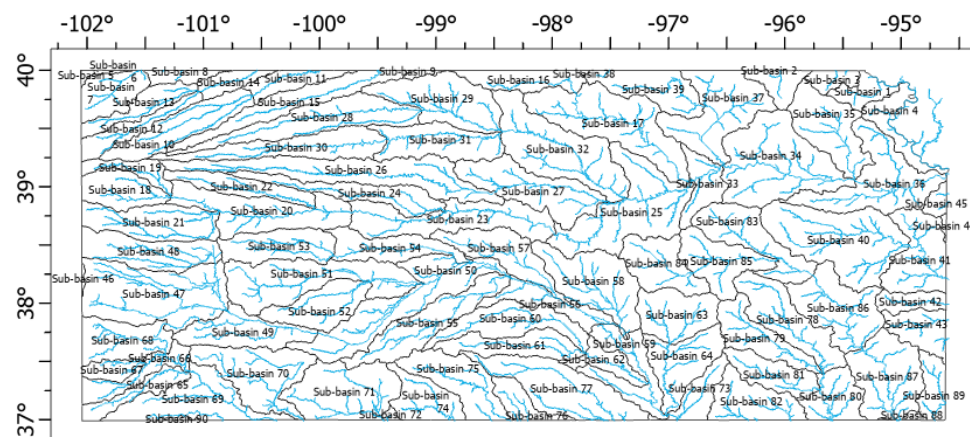 -102° -101° -100° -99° -98° -97° -96° -95°
40°
39°
38°
37°
Sub-basin
Sub-basin 5
6
Sub-basin 8
Sub-basin 14
Sub-basin 11
Sub-basin 9
Sub-basin 16
Sub-basin 38
Sub-basin 2
Sub-basin 3
Sub-basin
7
Sub-basin 13
Sub-basin 15
Sub-basin 29
Sub-basin 39
Sub-basin 37
Sub-basin 1
Sub-basin 4
Sub-basin 12
Sub-basin 28
Sub-basin 17
Sub-basin 35
Sub-basin 10
Sub-basin 30
Sub-basin 31
Sub-basin 32
Sub-basin 34
Sub-basin 19
Sub-basin 26
Sub-basin 33
Sub-basin 36
Sub-basin 18
Sub-basin 22
Sub-basin 24
Sub-basin 27
Sub-basin 45
Sub-basin 21
Sub-basin 20
Sub-basin 23
Sub-basin 25
Sub-basin 83
Sub-basin 4
Sub-basin 48
Sub-basin 53
Sub-basin 54
Sub-basin 57
Sub-basin 40
Sub-basin 46
Sub-basin 51
Sub-basin 50
Sub-basin 84
Sub-basin 85
Sub-basin 41
Sub-basin 47
Sub-basin 52
Sub-basin 58
Sub-basin 42
Sub-basin 49
Sub-basin 55
Sub-basin 60
Sub-basin 63
Sub-basin 78
Sub-basin 86
Sub-basin 43
Sub-basin 68
Sub-basin 61
Sub-basin 59
Sub-basin 79
Sub-basin 66
Sub-basin 62
Sub-basin 64
Sub-basin 67
Sub-basin 70
Sub-basin 75
Sub-basin 81
Sub-basin 87
Sub-basin 65
Sub-basin 71
Sub-basin 77
Sub-basin 73
Sub-basin 69
Sub-basin
74
Sub-basin 82
Sub-basin 80
Sub-basin 89
Sub-basin 90
Sub-basin 72
Sub-basin 76
Sub-basin 88